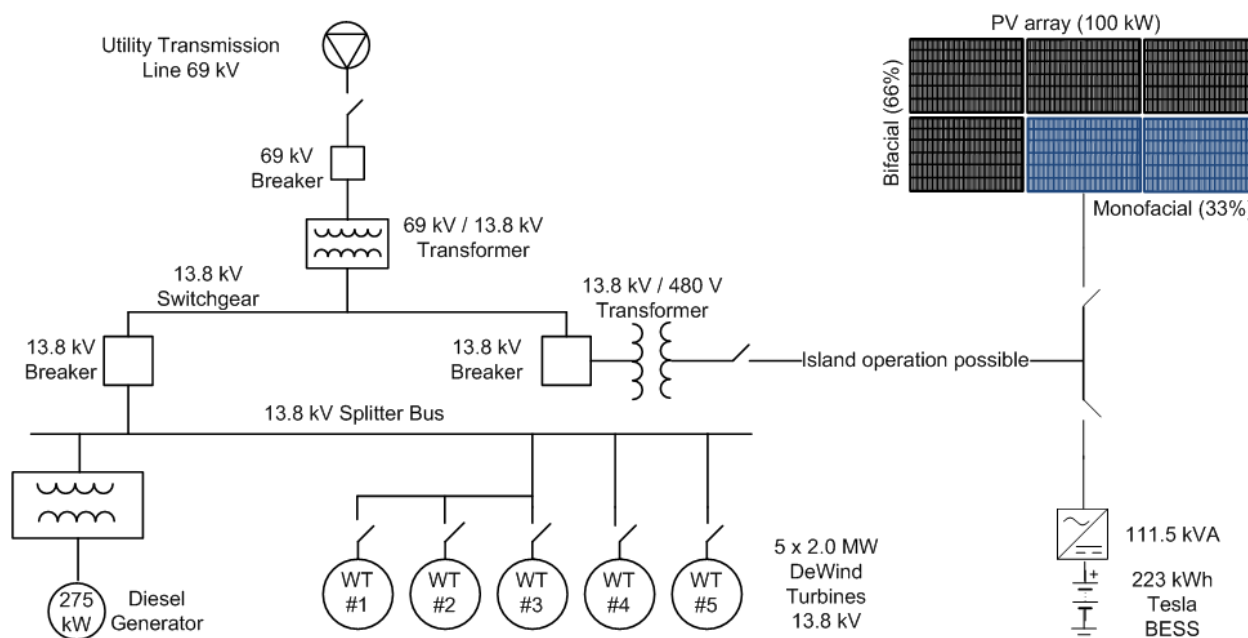 Utility Transmission
Line 69 kV
PV array (100 kW)
Bifacial (66%)
Monofacial (33%)
69 kV
Breaker
69 kV / 13.8 kV
Transformer
13.8 kV
Switchgear
13.8 kV / 480 V
Transformer
13.8 kV
Breaker
13.8 kV
Breaker
Island operation possible
13.8 kV Splitter Bus
275
kW
Diesel
Generator
WT
#1
WT
#2
WT
#3
WT
#4
WT
#5
5 x 2.0 MW
DeWind
Turbines
13.8 kV
111.5 kVA
+
223 kWh
Tesla
BESS